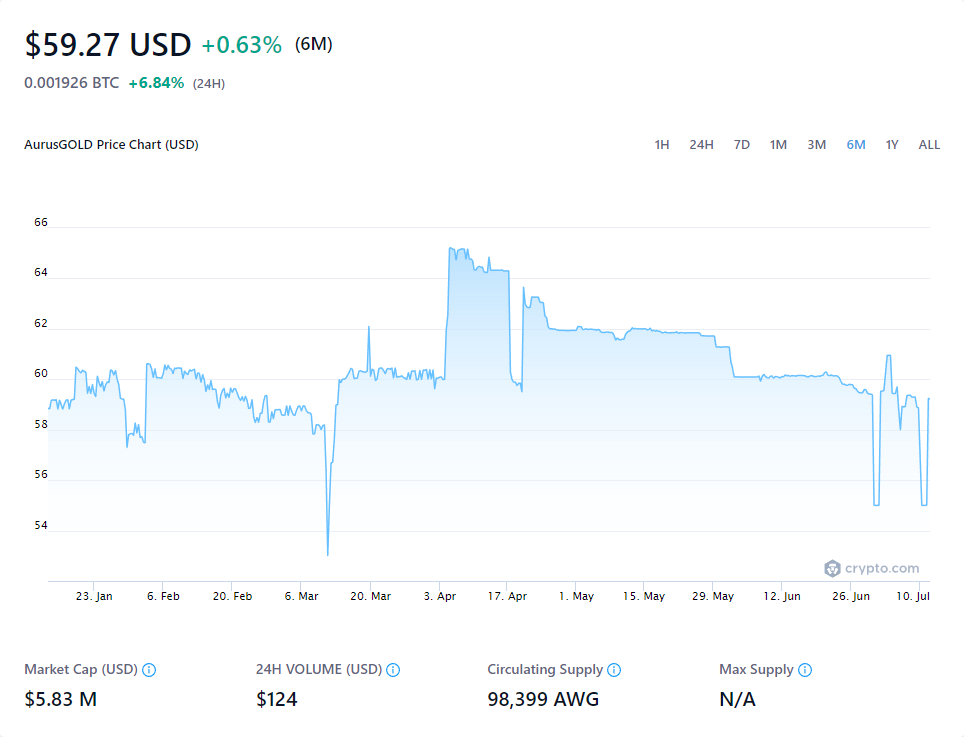 $59.27 USD +0.63% (6M)
0.001926 BTC +6.84% (24H)
AurusGOLD Price Chart (USD) 1H 24H 7D 1M 3M 6M 1Y ALL
66
64
62
60
58
56
54
crypto.com
23. Jan 6. Feb 20. Feb 6. Mar 20. Mar 3. Apr 17. Apr 1. May 15. May 29. May 12. Jun 26. Jun 10. Jul
Market Cap (USD) 24H VOLUME (USD) Circulating Supply Max Supply
$5.83 M $124 98,399 AWG N/A